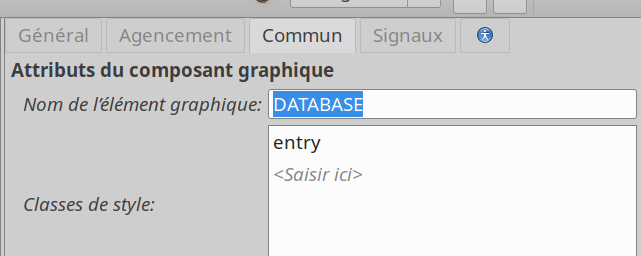 Général Agencement Commun Signaux
Attributs du composant graphique
Nom de l’élément graphique: DATABASE
entry
<Saisir ici>
Classes de style: